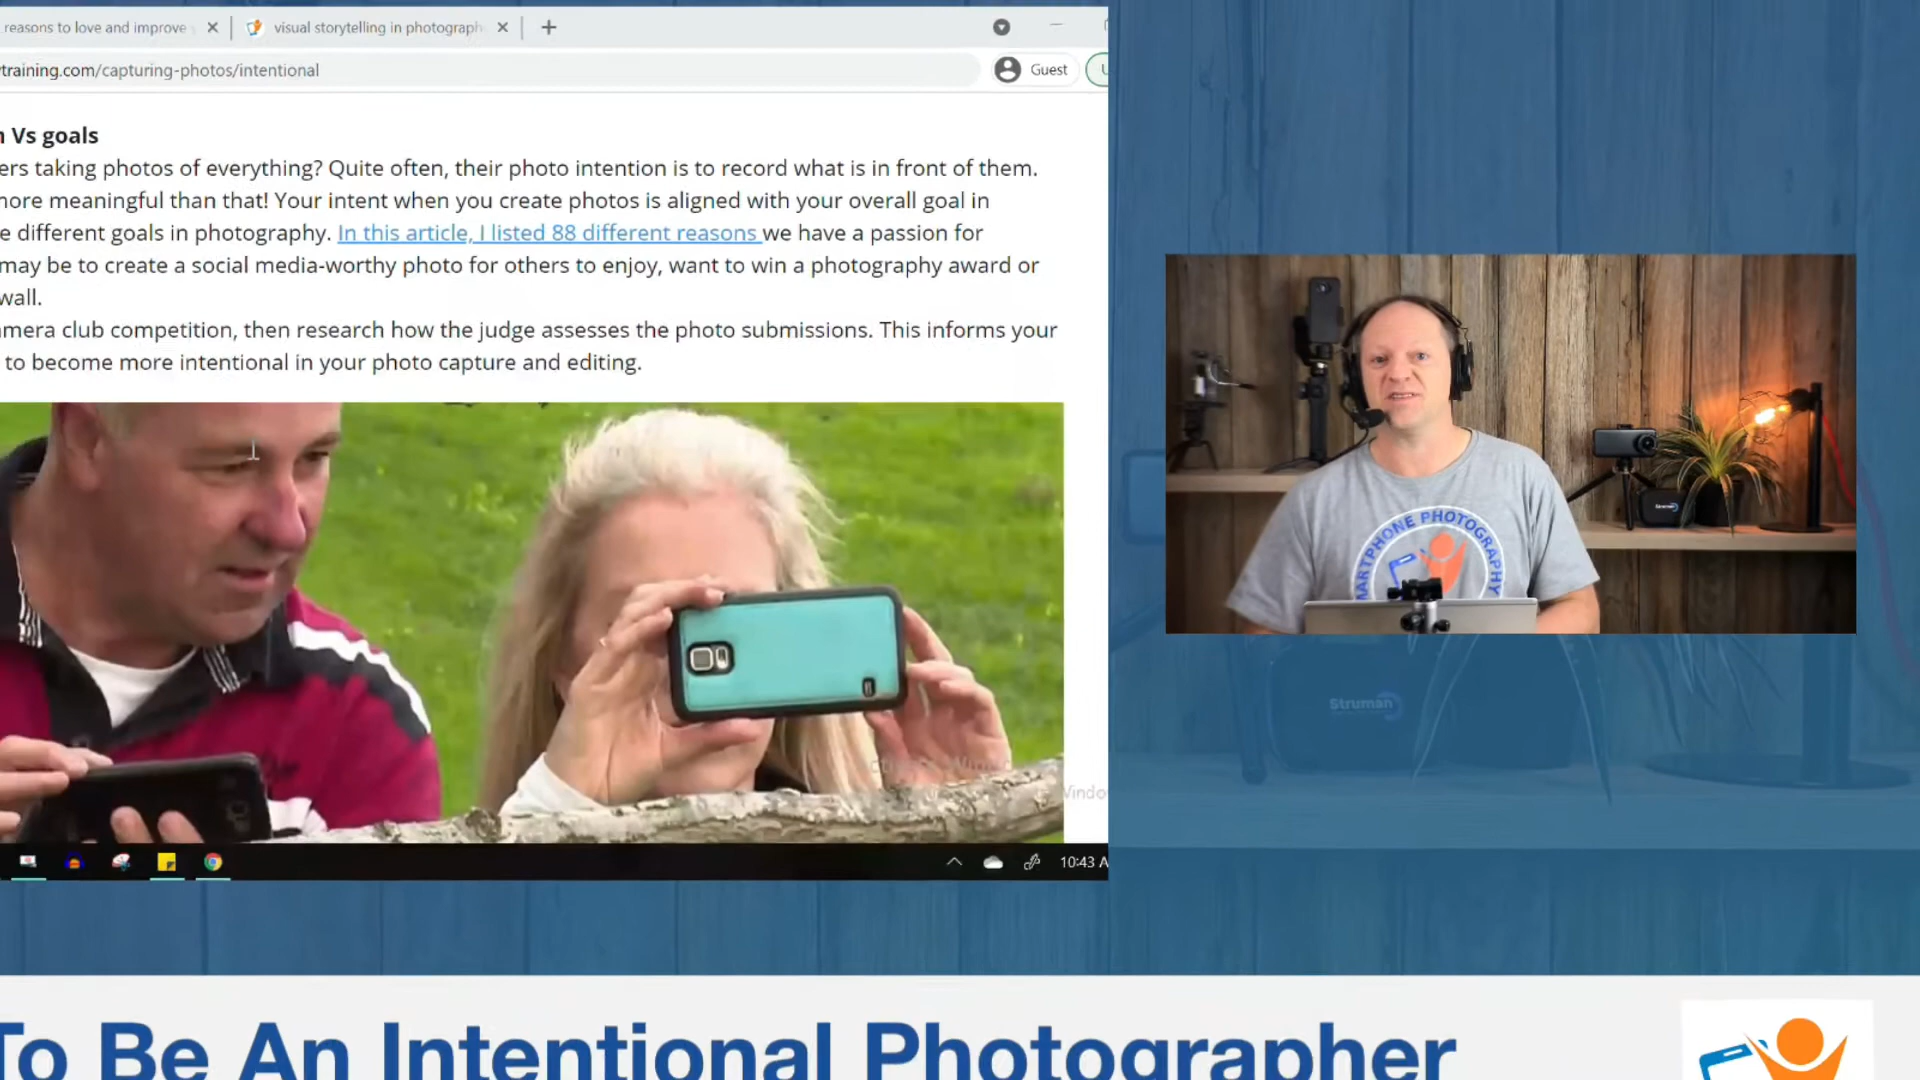 reasons to love and improve
visual storytelling in photograph
training.com/capturing-photos/intentional
Guest
Vs goals
ers taking photos of everything? Quite often, their photo intention is to record what is in front of them.
more meaningful than that! Your intent when you create photos is aligned with your overall goal in
e different goals in photography. In this article, I listed 88 different reasons we have a passion for
may be to create a social media-worthy photo for others to enjoy, want to win a photography award or
wall.
mera club competition, then research how the judge assesses the photo submissions. This informs your
to become more intentional in your photo capture and editing.
SMARTPHONE PHOTOGRAPHY
Struman
Struman
10:43 A
To Be An Intentional Photographer